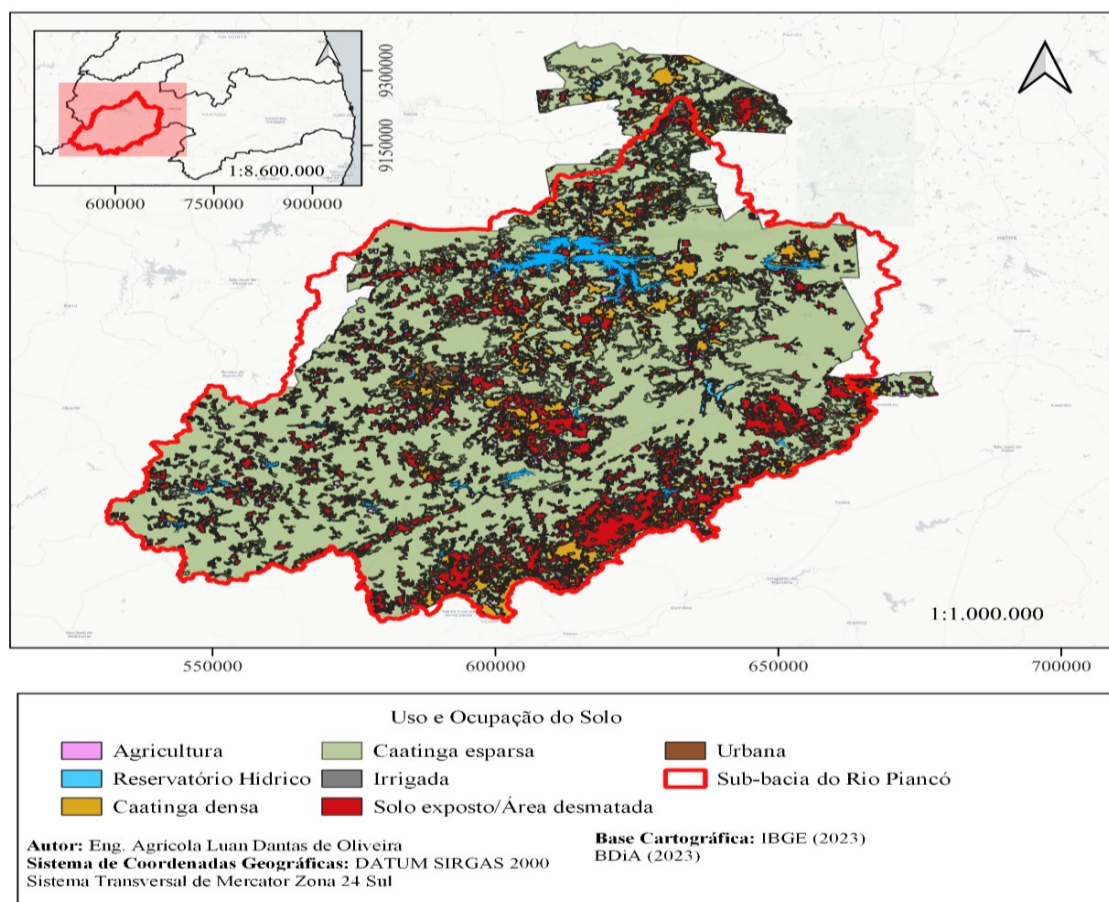 9300000
9150000
1:8.600.000
600000 750000 900000
1:1.000.000
550000 600000 650000 700000
Uso e Ocupação do Solo
Agricultura
Caatinga esparsa
Urbana
Reservatório Hídrico
Irrigada
Sub-bacia do Rio Piancó
Caatinga densa
Solo exposto/Área desmatada
Autor: Eng. Agrícola Luan Dantas de Oliveira
Sistema de Coordenadas Geográficas: DATUM SIRGAS 2000
Sistema Transversal de Mercator Zona 24 Sul
Base Cartográfica: IBGE (2023)
BDiA (2023)